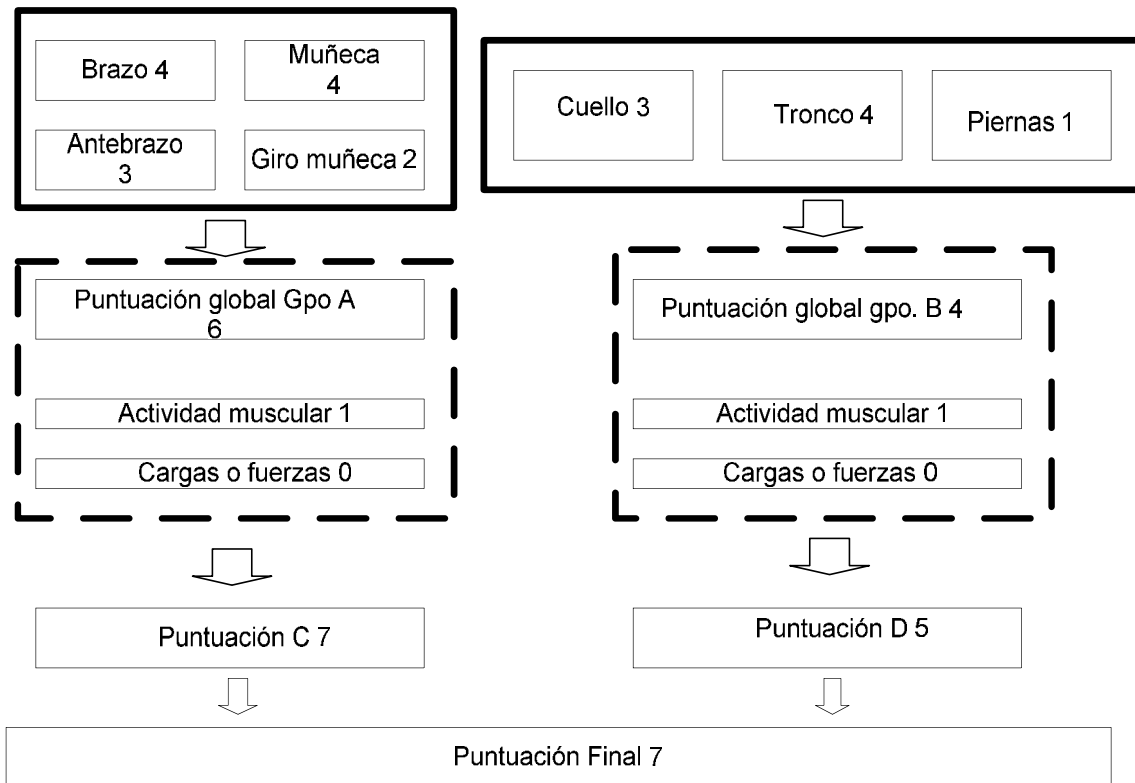 Brazo 4
Muñeca
4
Antebrazo
3
Giro muñeca 2
Cuello 3
Tronco 4
Piernas 1
Puntuación global Gpo A
6
Actividad muscular 1
Cargas o fuerzas 0
Puntuación global gpo. B 4
Actividad muscular 1
Cargas o fuerzas 0
Puntuación C 7
Puntuación D 5
Puntuación Final 7